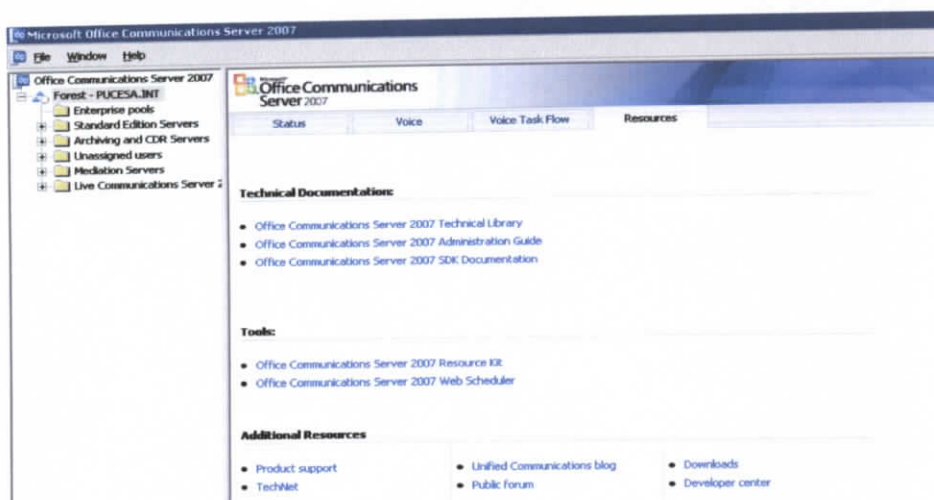 Microsoft Office Communications Server 2007
File Window Help
Office Communications Server 2007
Forest - PUCESA.INT
Enterprise pools
Standard Edition Servers
Archiving and CDR Servers
Unassigned users
Mediation Servers
Live Communications Server 2
Microsoft
Office Communications
Server 2007
Status Voice Voice Task Flow Resources
Technical Documentation:
Office Communications Server 2007 Technical Library
Office Communications Server 2007 Administration Guide
Office Communications Server 2007 SDK Documentation
Tools:
Office Communications Server 2007 Resource Kit
Office Communications Server 2007 Web Scheduler
Additional Resources
Product support Unified Communications blog Downloads
TechNet Public forum Developer center